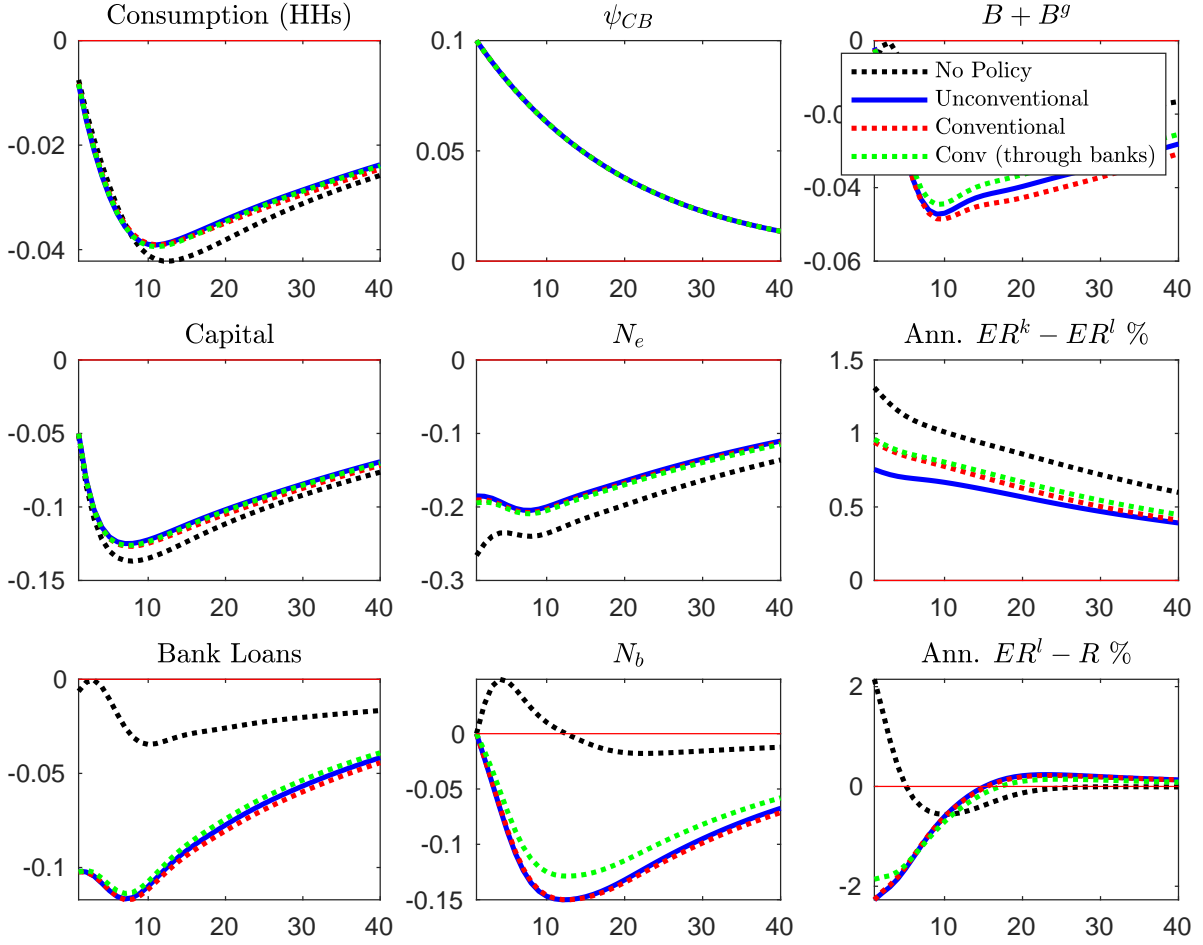 Consumption (HHs)
ψ_CB
B + B^g
0
-0.02
-0.04
10 20 30 40
0.1
0.05
0
10 20 30 40
0
-0.0
-0.04
-0.06
10 20 30 40
No Policy
Unconventional
Conventional
Conv (through banks)
Capital
N_e
Ann. ER^k − ER^l %
0
-0.05
-0.1
-0.15
10 20 30 40
0
-0.1
-0.2
-0.3
10 20 30 40
1.5
1
0.5
0
10 20 30 40
Bank Loans
N_b
Ann. ER^l − R %
0
-0.05
-0.1
10 20 30 40
0
-0.05
-0.1
-0.15
10 20 30 40
2
0
-2
10 20 30 40